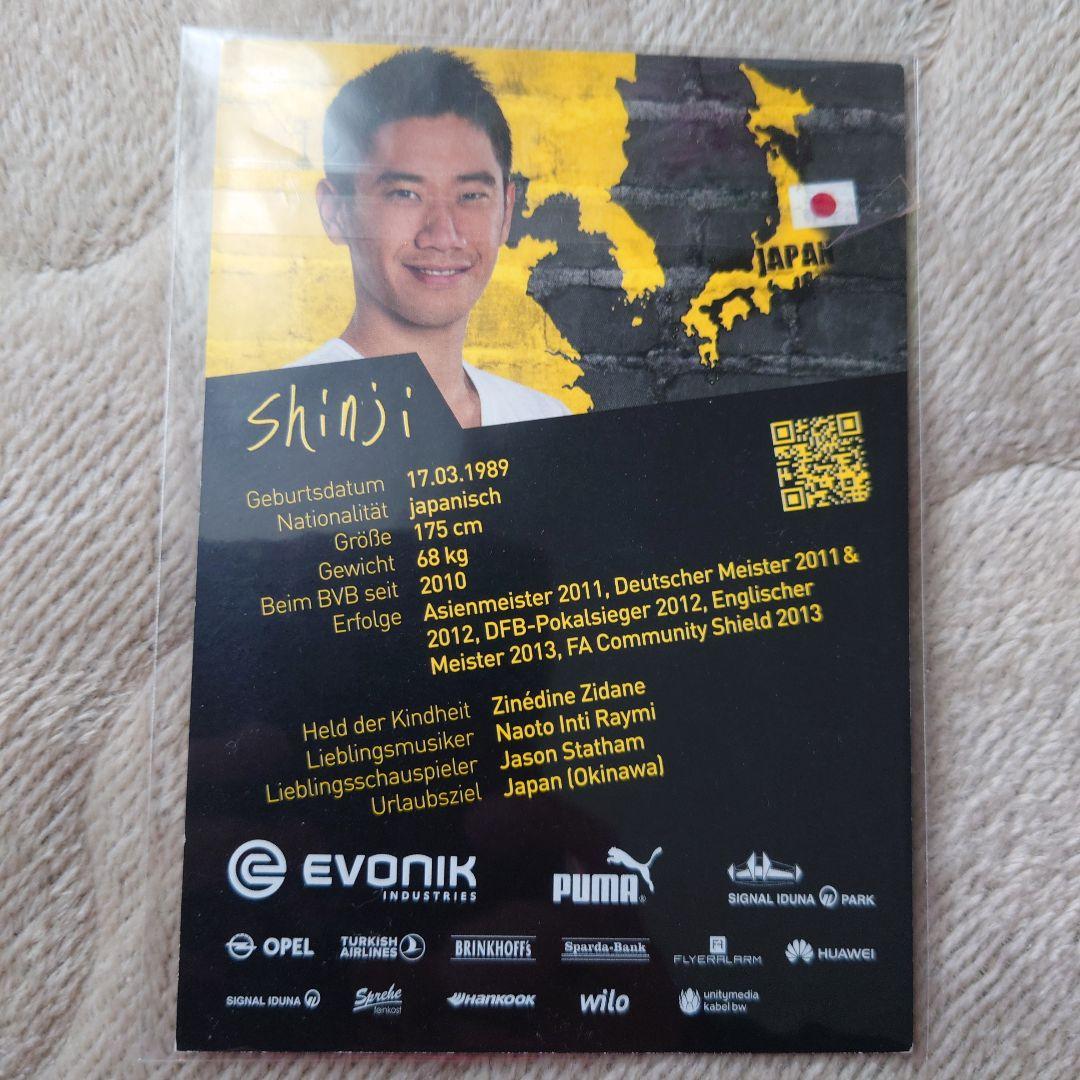 JAPAN
Shinji
Geburtsdatum 17.03.1989
Nationalität japanisch
Größe 175 cm
Gewicht 68 kg
Beim BVB seit 2010
Erfolge Asienmeister 2011, Deutscher Meister 2011 &
2012, DFB-Pokalsieger 2012, Englischer
Meister 2013, FA Community Shield 2013
Held der Kindheit Zinédine Zidane
Lieblingsmusiker Naoto Inti Raymi
Lieblingsschauspieler Jason Statham
Urlaubsziel Japan (Okinawa)
EVONIK INDUSTRIES PUMA® SIGNAL IDUNA PARK
OPEL TURKISH AIRLINES BRINKHOFF's Sparda-Bank FLYERALARM HUAWEI
SIGNAL IDUNA Sprehe feinkost HANKOOK wilo unitymedia kabel bw